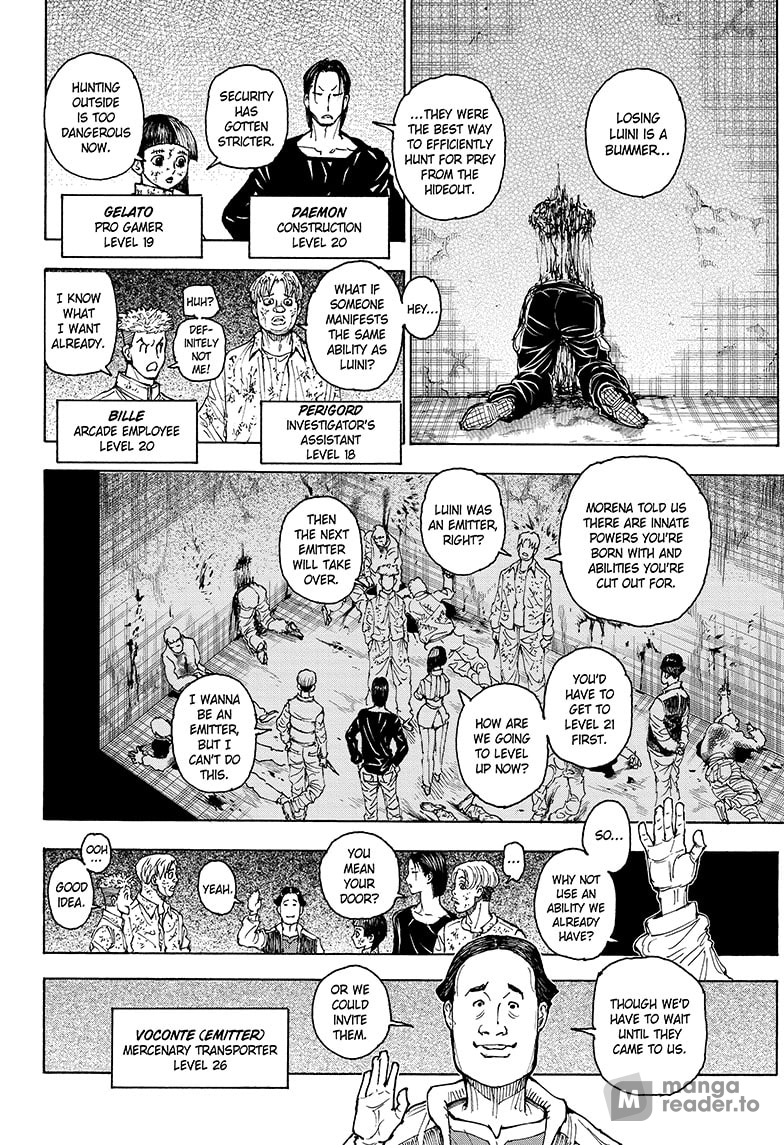 LOSING
LUINI IS A
BUMMER...
...THEY WERE
THE BEST WAY
TO EFFICIENTLY
HUNT FOR PREY
FROM THE
HIDEOUT.
SECURITY
HAS
GOTTEN
STRICTER.
HUNTING
OUTSIDE
IS TOO
DANGEROUS
NOW.
DAEMON
CONSTRUCTION
LEVEL 20
GELATO
PRO GAMER
LEVEL 19
HEY...
WHAT IF
SOMEONE
MANIFESTS
THE SAME
ABILITY AS
LUINI?
HUH?
DEF-
INITELY
NOT
ME!
I KNOW
WHAT
I WANT
ALREADY.
PERIGORD
INVESTIGATOR'S
ASSISTANT
LEVEL 18
BILLE
ARCADE EMPLOYEE
LEVEL 20
MORENA TOLD US
THERE ARE INNATE
POWERS YOU'RE
BORN WITH AND
ABILITIES YOU'RE
CUT OUT FOR.
LUINI WAS
AN EMITTER,
RIGHT?
THEN
THE NEXT
EMITTER
WILL TAKE
OVER.
YOU'D
HAVE TO
GET TO
LEVEL 21
FIRST.
HOW ARE
WE GOING
TO LEVEL
UP NOW?
I WANNA
BE AN
EMITTER,
BUT I
CAN'T DO
THIS.
SO...
WHY NOT
USE AN
ABILITY WE
ALREADY
HAVE?
...
YOU
MEAN
YOUR
DOOR?
YEAH.
OOH
...
GOOD
IDEA.
THOUGH WE'D
HAVE TO WAIT
UNTIL THEY
CAME TO US.
OR WE
COULD
INVITE
THEM.
VOCONTE (EMITTER)
MERCENARY TRANSPORTER
LEVEL 26
M manga
reader.to